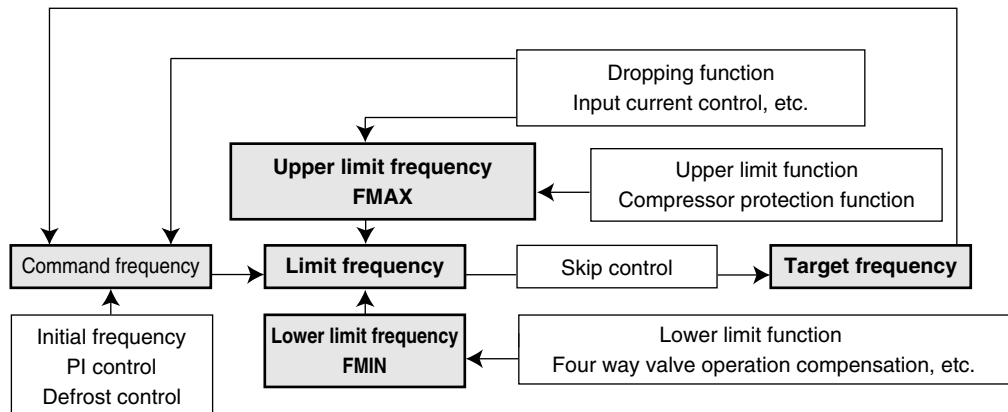 Dropping function
Input current control, etc.
Upper limit frequency
FMAX
Upper limit function
Compressor protection function
Command frequency
Limit frequency
Skip control
Target frequency
Initial frequency
PI control
Defrost control
Lower limit frequency
FMIN
Lower limit function
Four way valve operation compensation, etc.